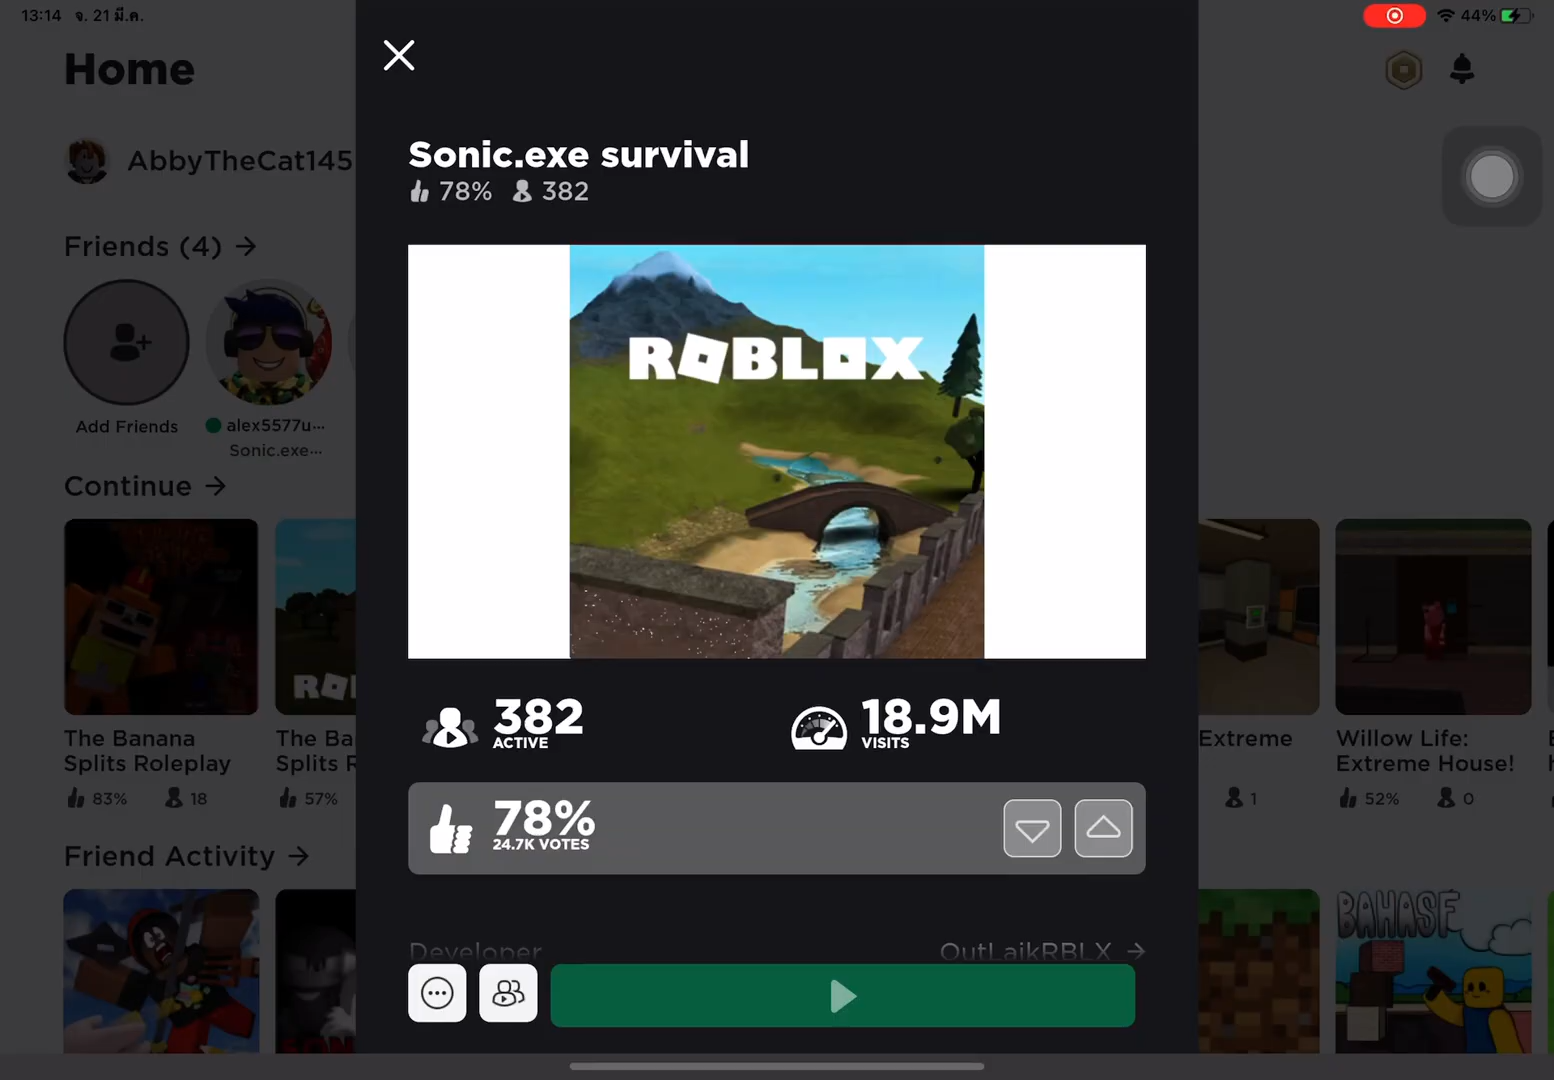 13:14 จ. 21 มี.ค.
44%
Home
AbbyTheCat145
Friends (4)
Add Friends
alex5577u...
Sonic.exe...
Continue
The Banana
Splits Roleplay
83% 18
The Ba
Splits R
57%
Friend Activity
Sonic.exe survival
78% 382
ROBLOX
382
ACTIVE
18.9M
VISITS
78%
24.7K VOTES
Developer
OutLaikRBLX
Extreme
1
Willow Life:
Extreme House!
52% 0
BAHASF